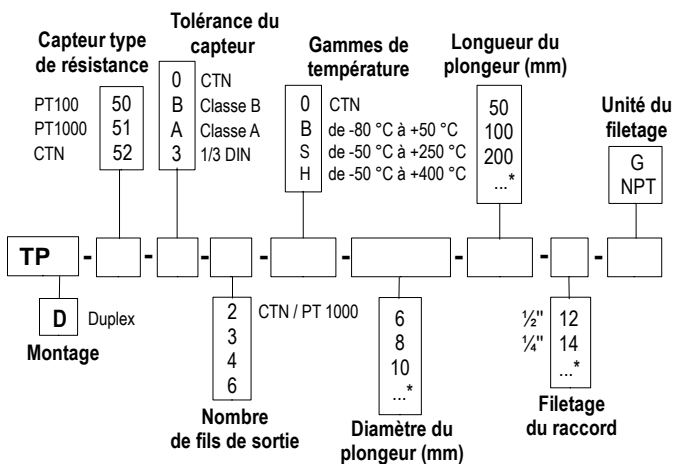 Capteur type
de résistance
PT100 50
PT1000 51
CTN 52
Tolérance du
capteur
0 CTN
B Classe B
A Classe A
3 1/3 DIN
Gammes de
température
0 CTN
B de -80 °C à +50 °C
S de -50 °C à +250 °C
H de -50 °C à +400 °C
Longueur du
plongeur (mm)
50
100
200
...*
Unité du
filetage
G
NPT
TP - - - - - - -
D Duplex
Montage
2 CTN / PT 1000
3
4
6
Nombre
de fils de sortie
6
8
10
...*
Diamètre du
plongeur (mm)
½" 12
¼" 14
...*
Filetage
du raccord